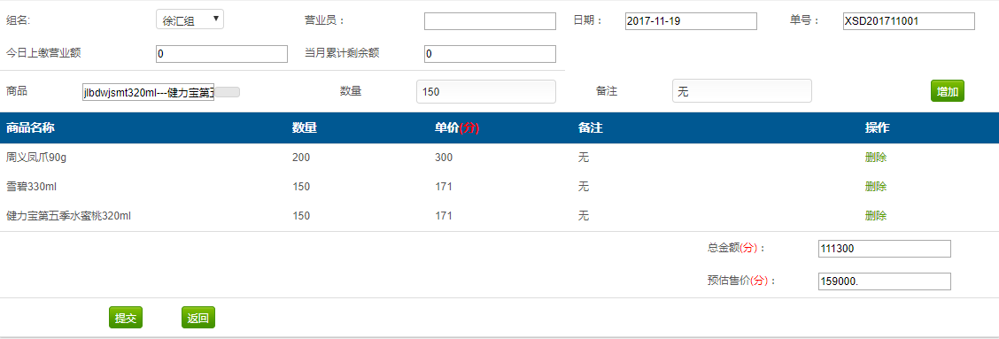 组名: 徐汇组 营业员： 日期： 2017-11-19 单号： XSD201711001
今日上缴营业额 0 当月累计剩余额 0
商品 jlbdwjsmt320ml---健力宝第五 数量 150 备注 无 增加
商品名称 数量 单价(分) 备注 操作
周义凤爪90g 200 300 无 删除
雪碧330ml 150 171 无 删除
健力宝第五季水蜜桃320ml 150 171 无 删除
总金额(分)： 111300
预估售价(分)： 159000.
提交 返回